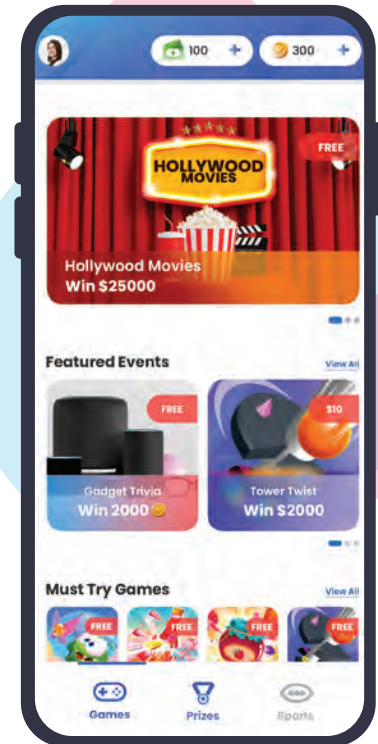 100 +
300 +
FREE
HOLLYWOOD
MOVIES
Hollywood Movies
Win $25000
Featured Events
View All
FREE
$10
Gadget Trivia
Win 2000
Tower Twist
Win $2000
Must Try Games
View All
FREE
FREE
FREE
FREE
Games
Prizes
Sports